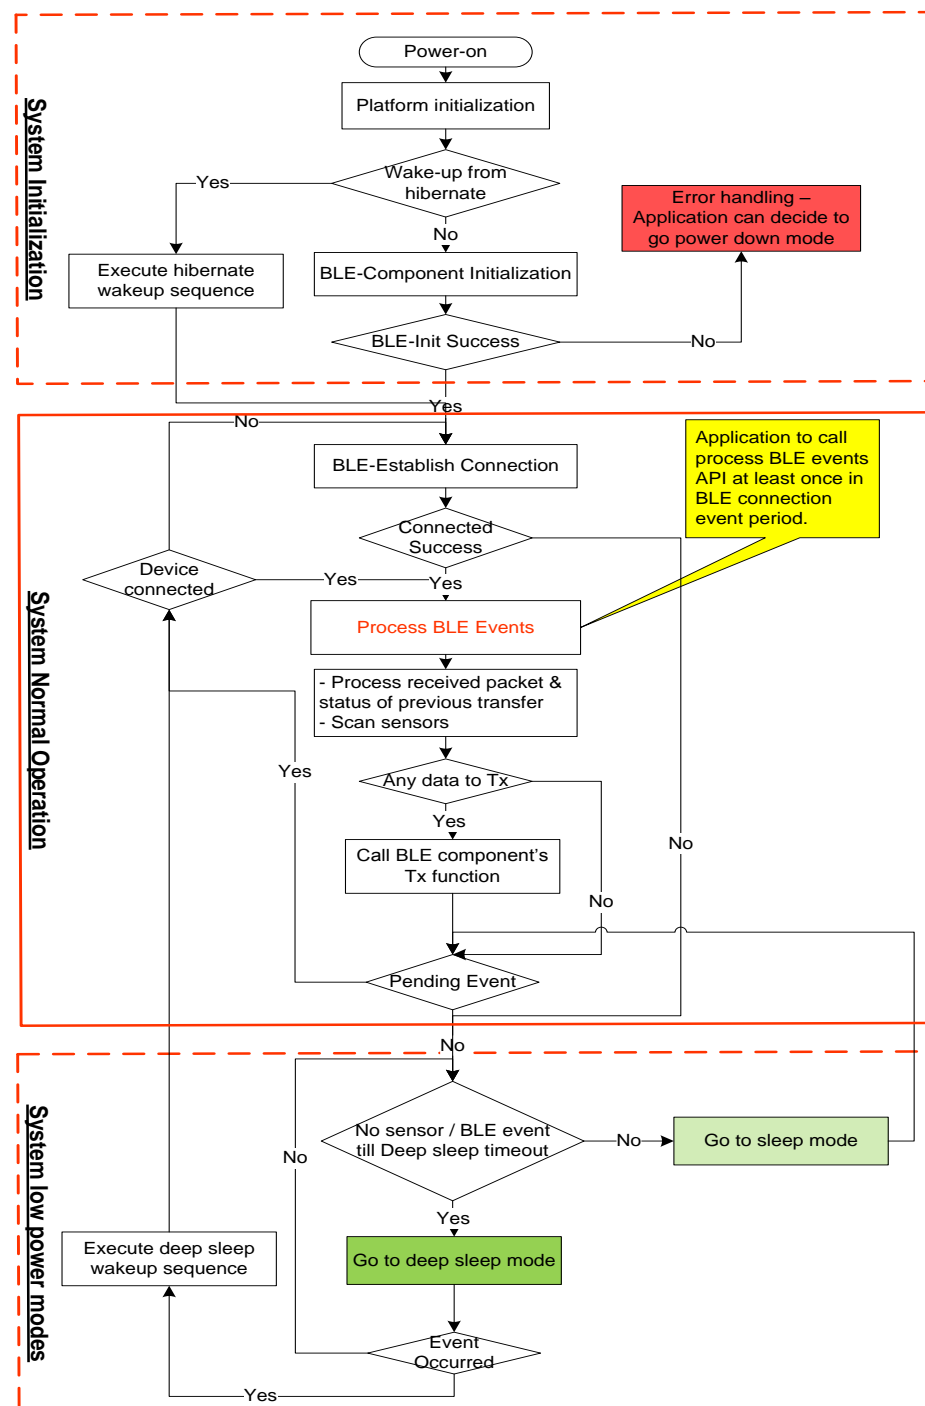 System Initialization
Power-on
Platform initialization
Wake-up from
hibernate
Yes
No
Error handling –
Application can decide to
go power down mode
Execute hibernate
wakeup sequence
BLE-Component Initialization
BLE-Init Success
No
Yes
System Normal Operation
No
BLE-Establish Connection
Application to call
process BLE events
API at least once in
BLE connection
event period.
Connected
Success
Device
connected
Yes
Yes
Process BLE Events
- Process received packet &
status of previous transfer
- Scan sensors
Yes
Any data to Tx
Yes
No
Call BLE component's
Tx function
No
Pending Event
No
System low power modes
No sensor / BLE event
till Deep sleep timeout
No
Go to sleep mode
No
Yes
Execute deep sleep
wakeup sequence
Go to deep sleep mode
Event
Occurred
Yes